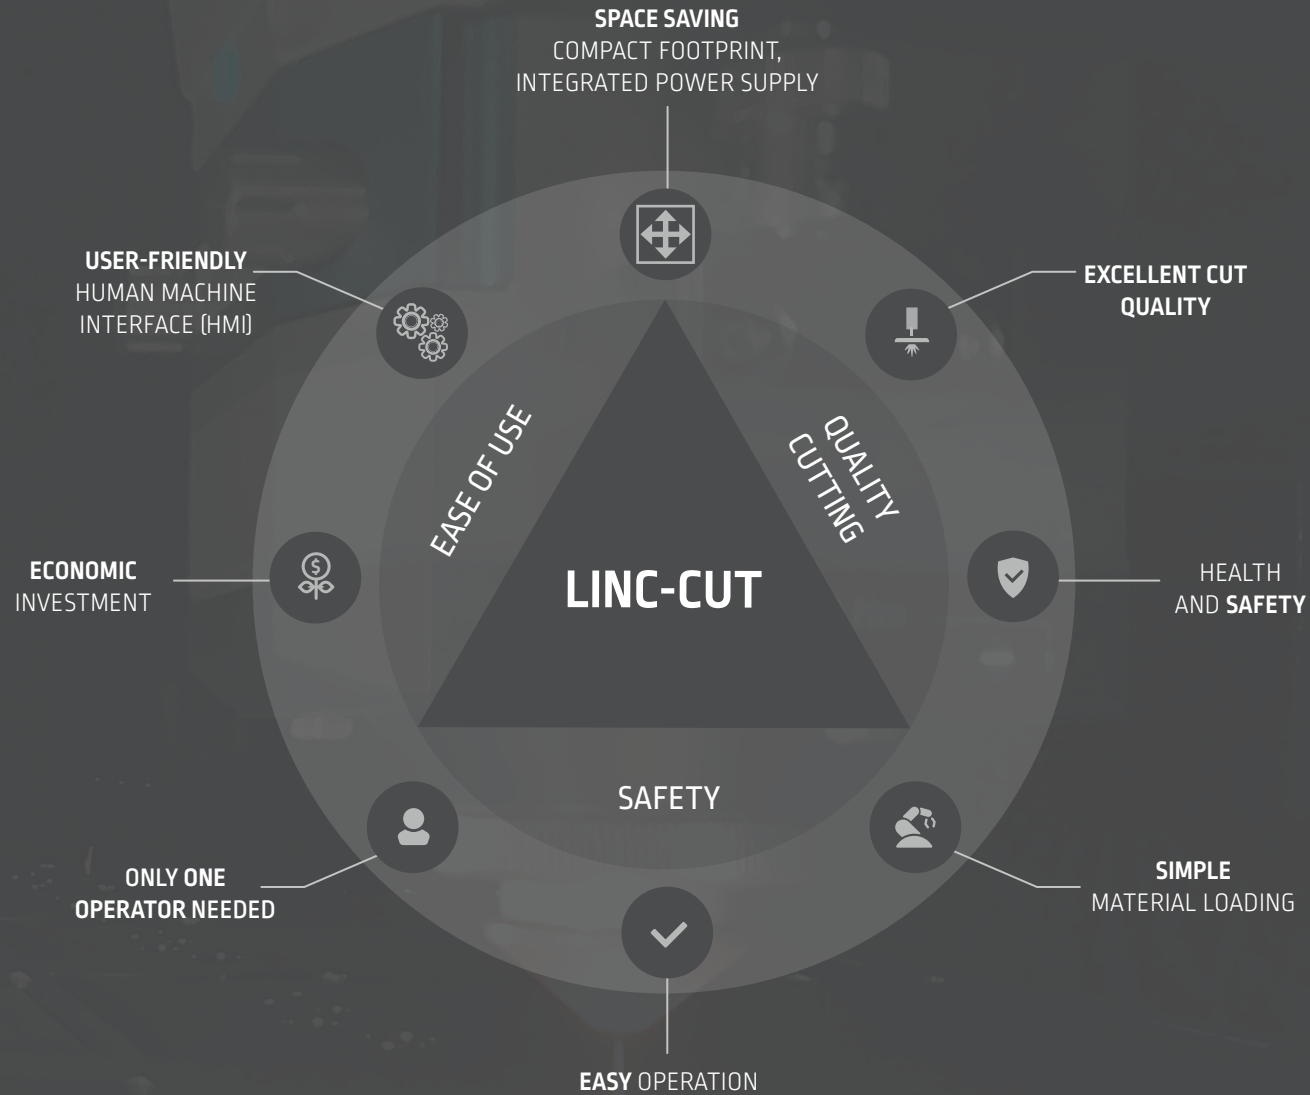 SPACE SAVING
COMPACT FOOTPRINT,
INTEGRATED POWER SUPPLY
USER-FRIENDLY
HUMAN MACHINE
INTERFACE (HMI)
EXCELLENT CUT
QUALITY
EASE OF USE
QUALITY
CUTTING
ECONOMIC
INVESTMENT
LINC-CUT
HEALTH
AND SAFETY
SAFETY
ONLY ONE
OPERATOR NEEDED
SIMPLE
MATERIAL LOADING
EASY OPERATION